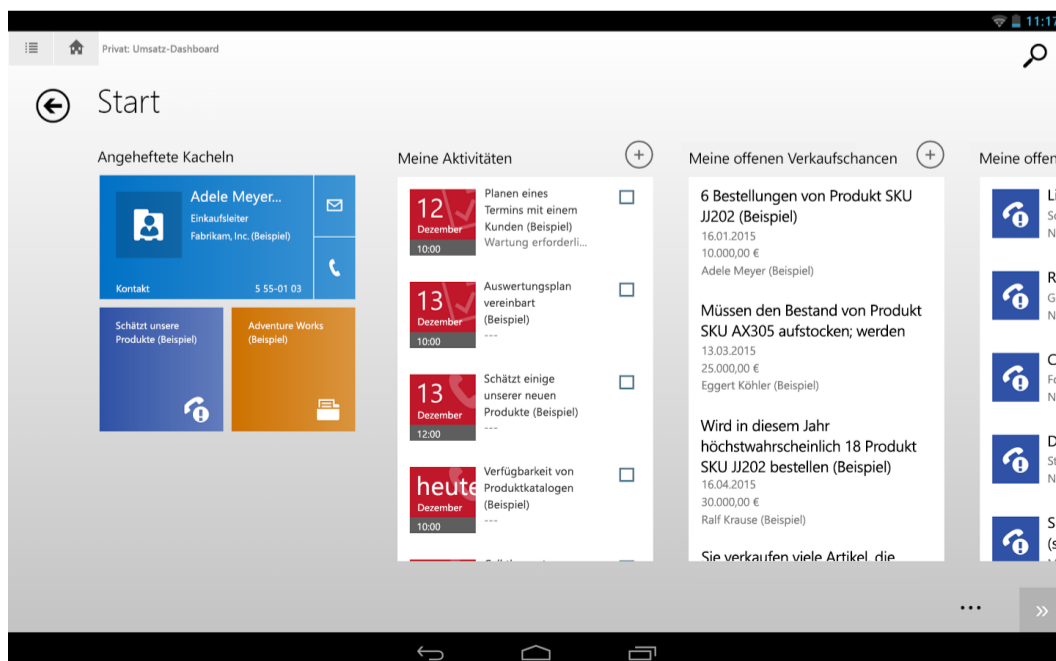 11:17
Privat: Umsatz-Dashboard
Start
Angeheftete Kacheln
Adele Meyer...
Einkaufsleiter
Fabrikam, Inc. (Beispiel)
Kontakt
5 55-01 03
Schätzt unsere
Produkte (Beispiel)
Adventure Works
(Beispiel)
Meine Aktivitäten
12
Dezember
10:00
Planen eines
Termins mit einem
Kunden (Beispiel)
Wartung erforderli...
13
Dezember
10:00
Auswertungsplan
vereinbart
(Beispiel)
---
13
Dezember
12:00
Schätzt einige
unserer neuen
Produkte (Beispiel)
---
heute
Dezember
10:00
Verfügbarkeit von
Produktkatalogen
(Beispiel)
---
Meine offenen Verkaufschancen
6 Bestellungen von Produkt SKU
JJ202 (Beispiel)
16.01.2015
10.000,00 €
Adele Meyer (Beispiel)
Müssen den Bestand von Produkt
SKU AX305 aufstocken; werden
13.03.2015
25.000,00 €
Eggert Köhler (Beispiel)
Wird in diesem Jahr
höchstwahrscheinlich 18 Produkt
SKU JJ202 bestellen (Beispiel)
16.04.2015
30.000,00 €
Ralf Krause (Beispiel)
Sie verkaufen viele Artikel, die
Meine offen